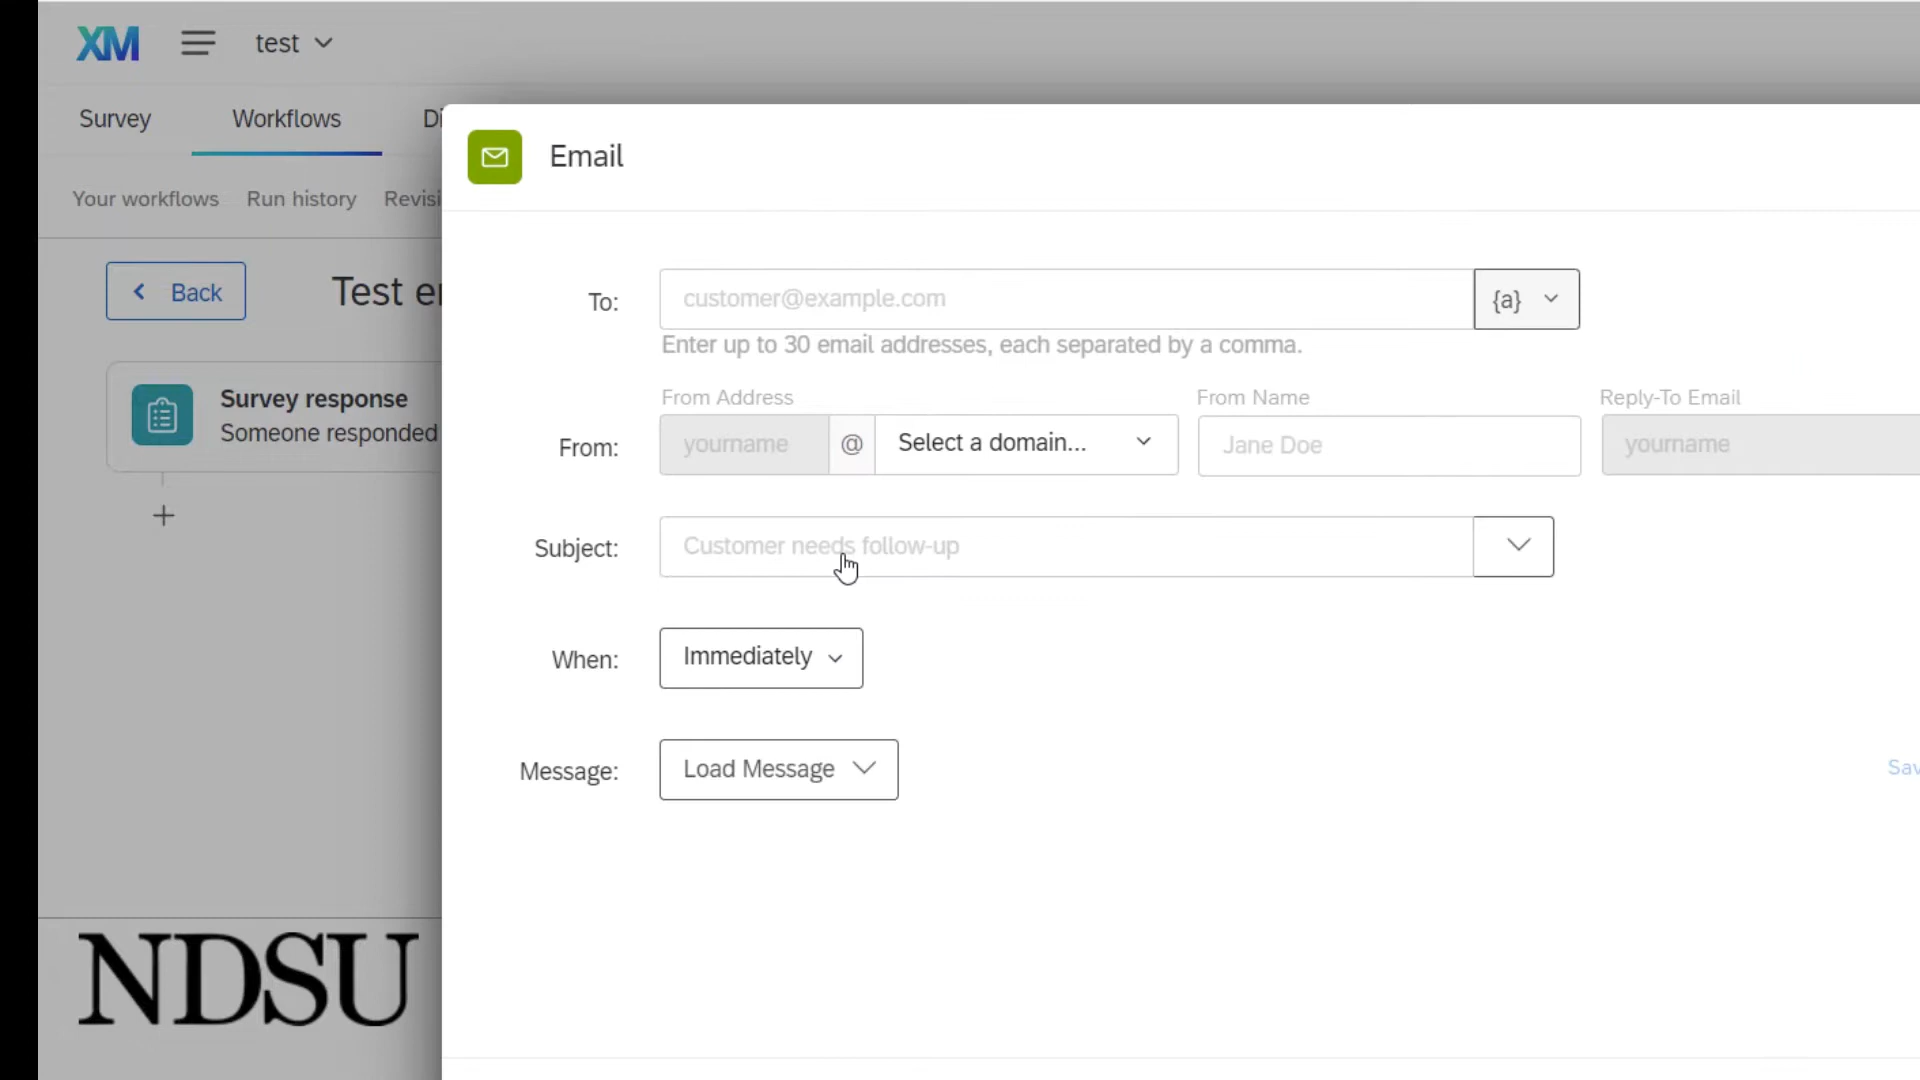 XM
test
Survey
Workflows
Di
Your workflows
Run history
Revisi
Back
Test e
Survey response
Someone responded
NDSU
Email
To:
customer@example.com
{a}
Enter up to 30 email addresses, each separated by a comma.
From Address
From Name
Reply-To Email
From:
yourname
@
Select a domain...
Jane Doe
yourname
Subject:
Customer needs follow-up
When:
Immediately
Message:
Load Message
Sav